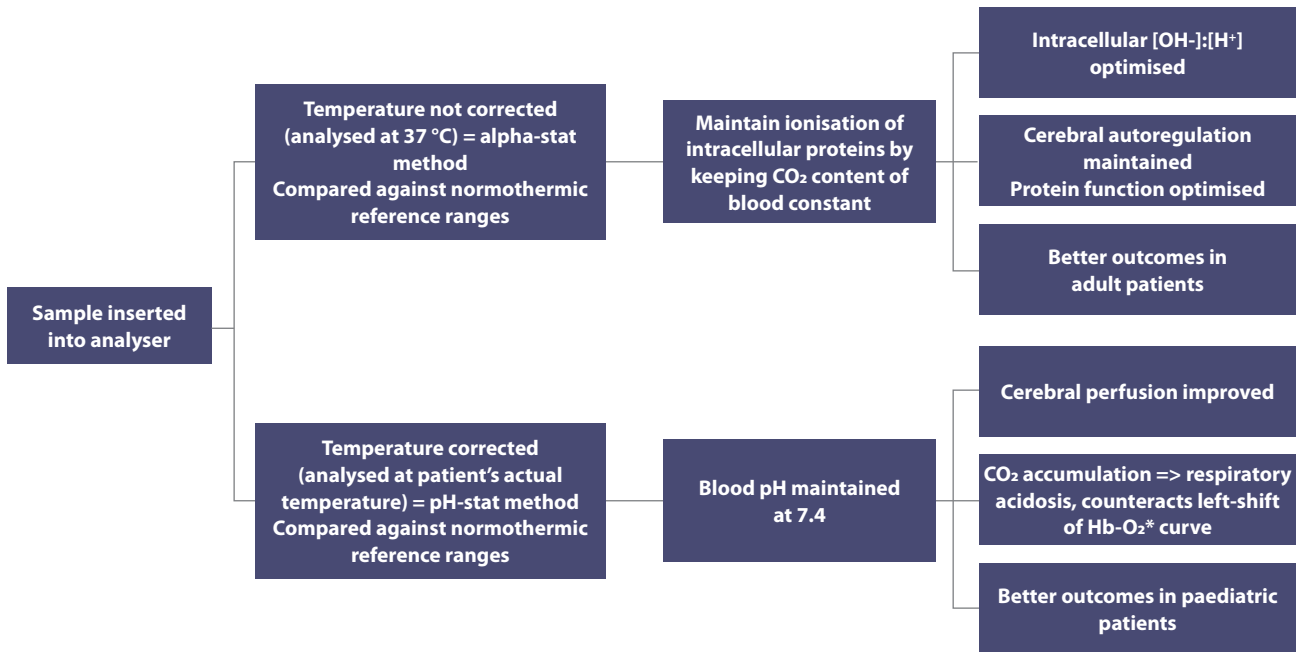 Sample inserted
into analyser
Temperature not corrected
(analysed at 37 °C) = alpha-stat
method
Compared against normothermic
reference ranges
Maintain ionisation of
intracellular proteins by
keeping CO₂ content of
blood constant
Intracellular [OH-]:[H⁺]
optimised
Cerebral autoregulation
maintained
Protein function optimised
Better outcomes in
adult patients
Temperature corrected
(analysed at patient’s actual
temperature) = pH-stat method
Compared against normothermic
reference ranges
Blood pH maintained
at 7.4
Cerebral perfusion improved
CO₂ accumulation => respiratory
acidosis, counteracts left-shift
of Hb-O₂* curve
Better outcomes in paediatric
patients